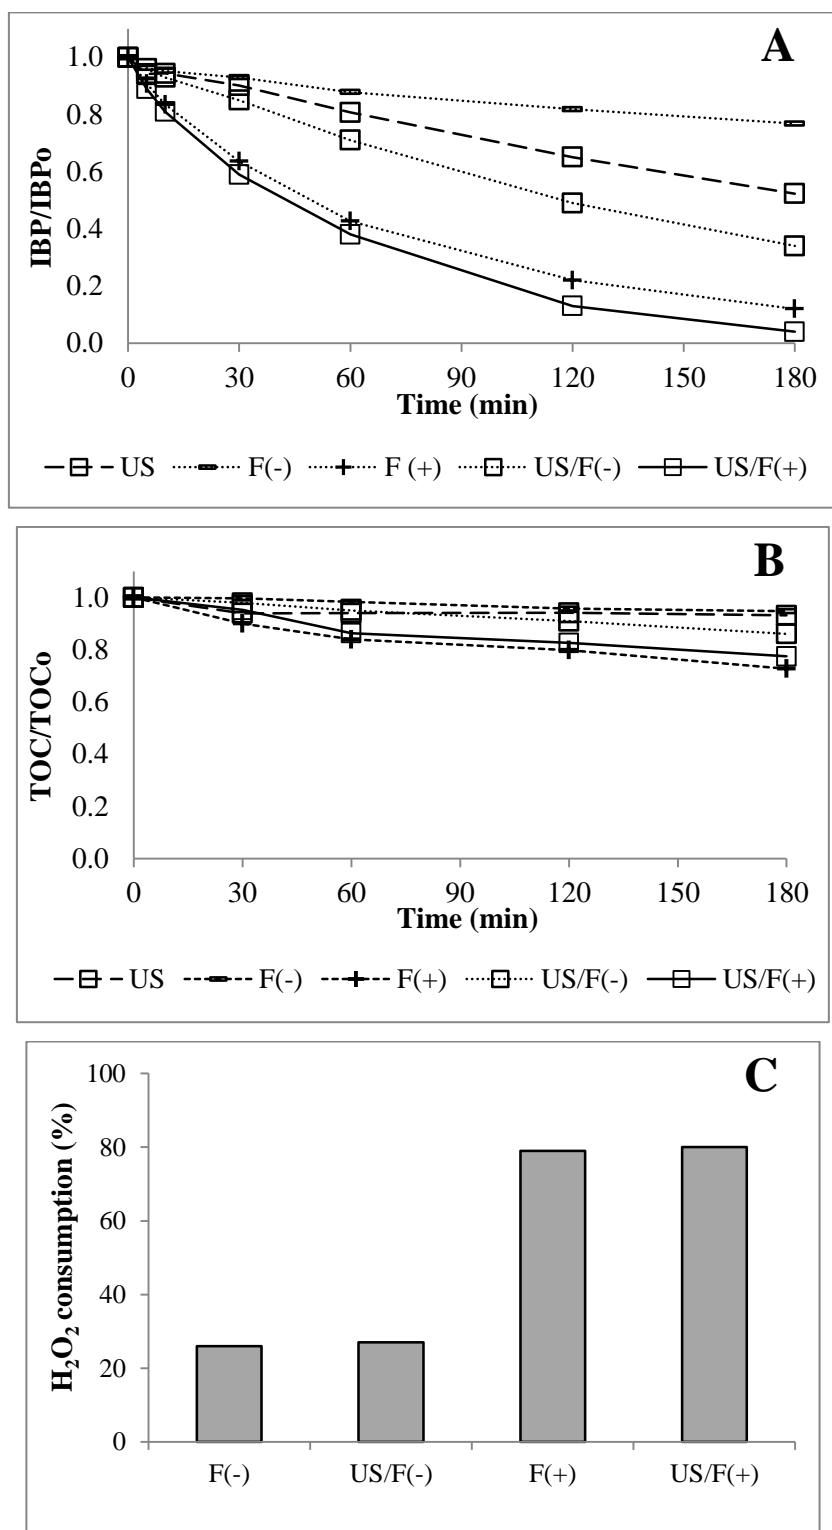 A
IBP/IBPo
1.0
0.8
0.6
0.4
0.2
0.0
0 30 60 90 120 150 180
Time (min)
US F(-) F (+) US/F(-) US/F(+)
B
TOC/TOCo
1.0
0.8
0.6
0.4
0.2
0.0
0 30 60 90 120 150 180
Time (min)
US F(-) F(+) US/F(-) US/F(+)
C
H₂O₂ consumption (%)
100
80
60
40
20
0
F(-) US/F(-) F(+) US/F(+)